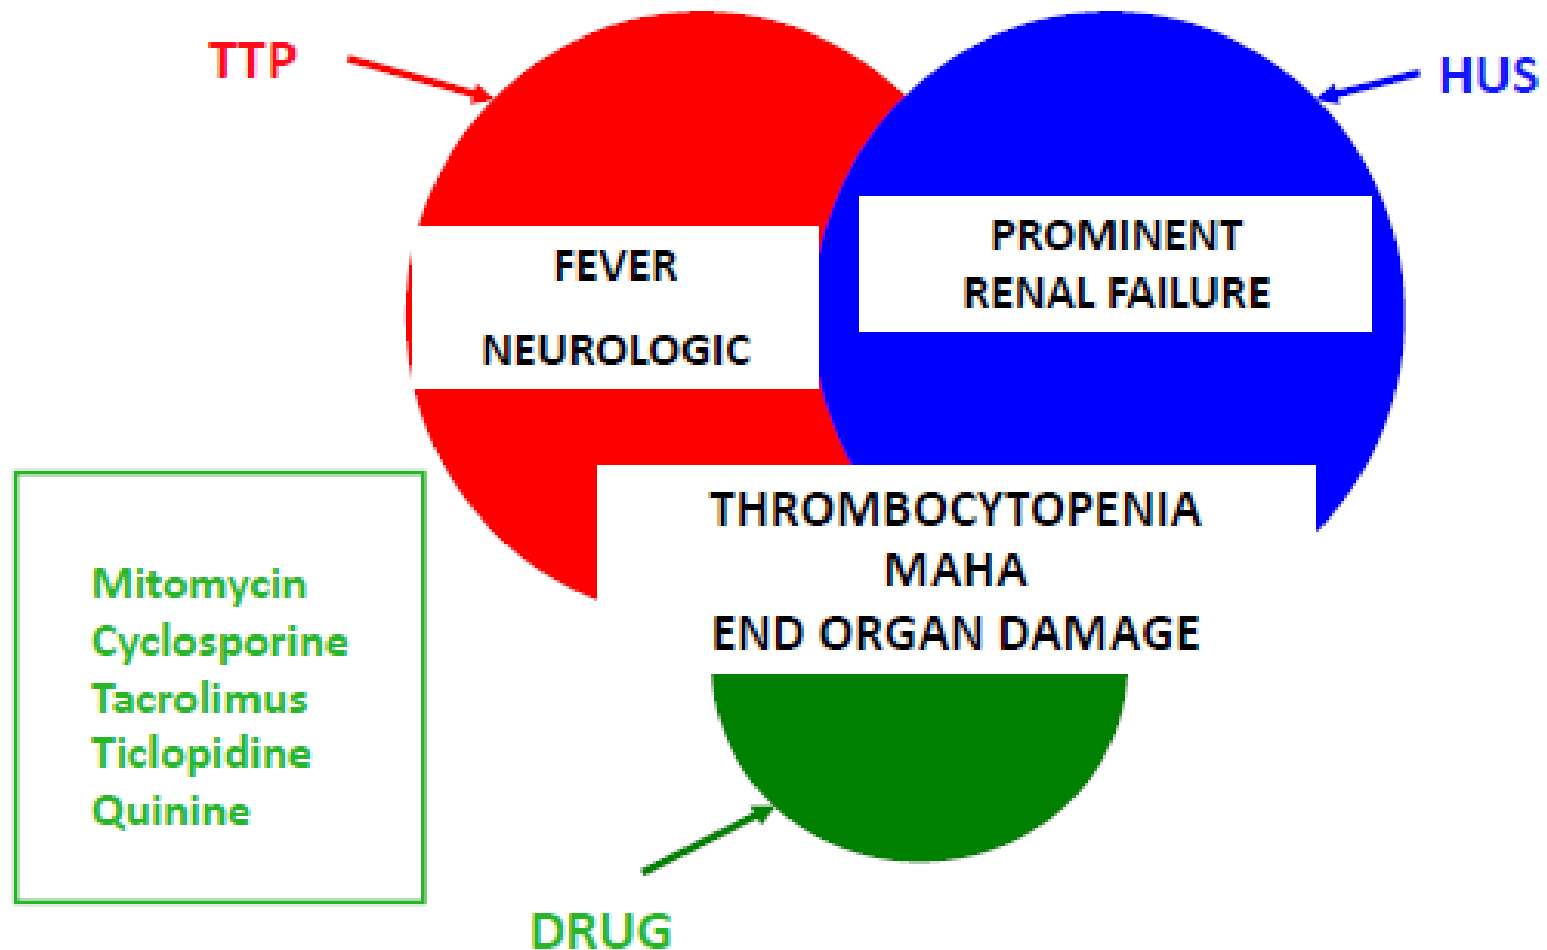 TTP
HUS
FEVER
NEUROLOGIC
PROMINENT
RENAL FAILURE
THROMBOCYTOPENIA
MAHA
END ORGAN DAMAGE
Mitomycin
Cyclosporine
Tacrolimus
Ticlopidine
Quinine
DRUG